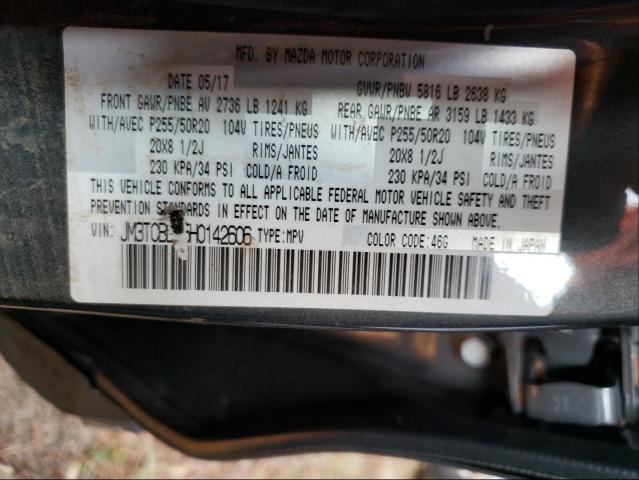 MFD. BY MAZDA MOTOR CORPORATION
DATE 05/17 GVWR/PNBV 5816 LB 2638 KG
FRONT GAWR/PNBE AV 2736 LB 1241 KG REAR GAWR/PNBE AR 3159 LB 1433 KG
WITH/AVEC P255/50R20 104V TIRES/PNEUS WITH/AVEC P255/50R20 104V TIRES/PNEUS
20X8 1/2J RIMS/JANTES 20X8 1/2J RIMS/JANTES
230 KPA/34 PSI COLD/A FROID 230 KPA/34 PSI COLD/A FROID
THIS VEHICLE CONFORMS TO ALL APPLICABLE FEDERAL MOTOR VEHICLE SAFETY AND THEFT
PREVENTION STANDARDS IN EFFECT ON THE DATE OF MANUFACTURE SHOWN ABOVE.
VIN: TYPE:MPV COLOR CODE:46G MADE IN JAPAN